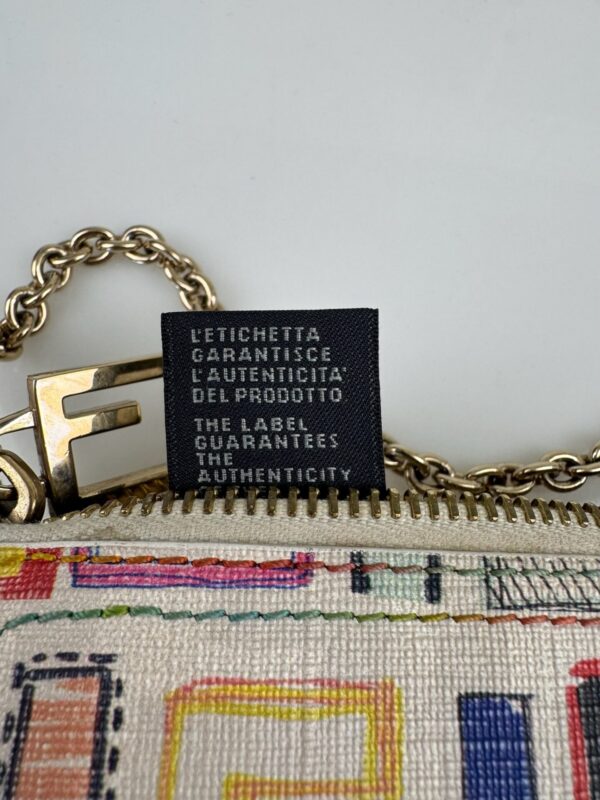 L'ETICHETTA
GARANTISCE
L'AUTENTICITA'
DEL PRODOTTO
THE LABEL
GUARANTEES
THE
AUTHENTICITY
F